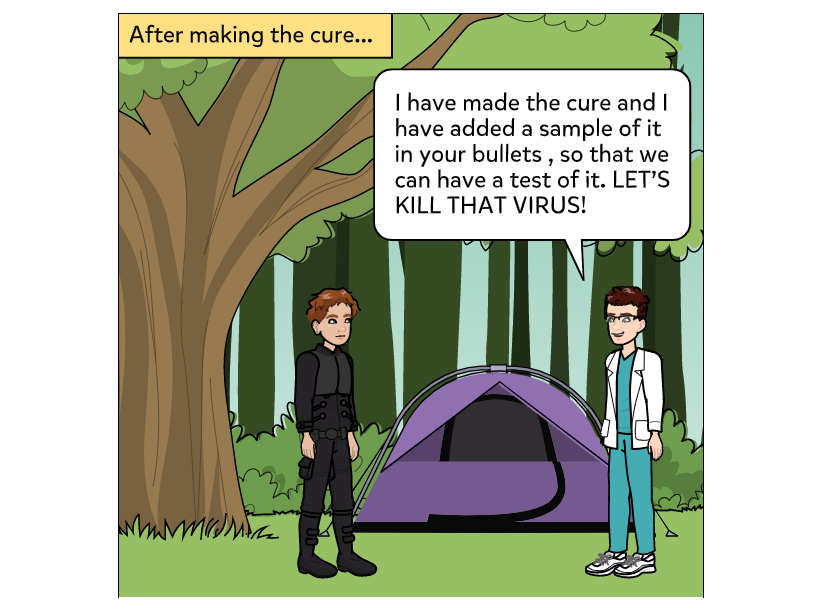 After making the cure...
I have made the cure and I
have added a sample of it
in your bullets , so that we
can have a test of it. LET'S
KILL THAT VIRUS!